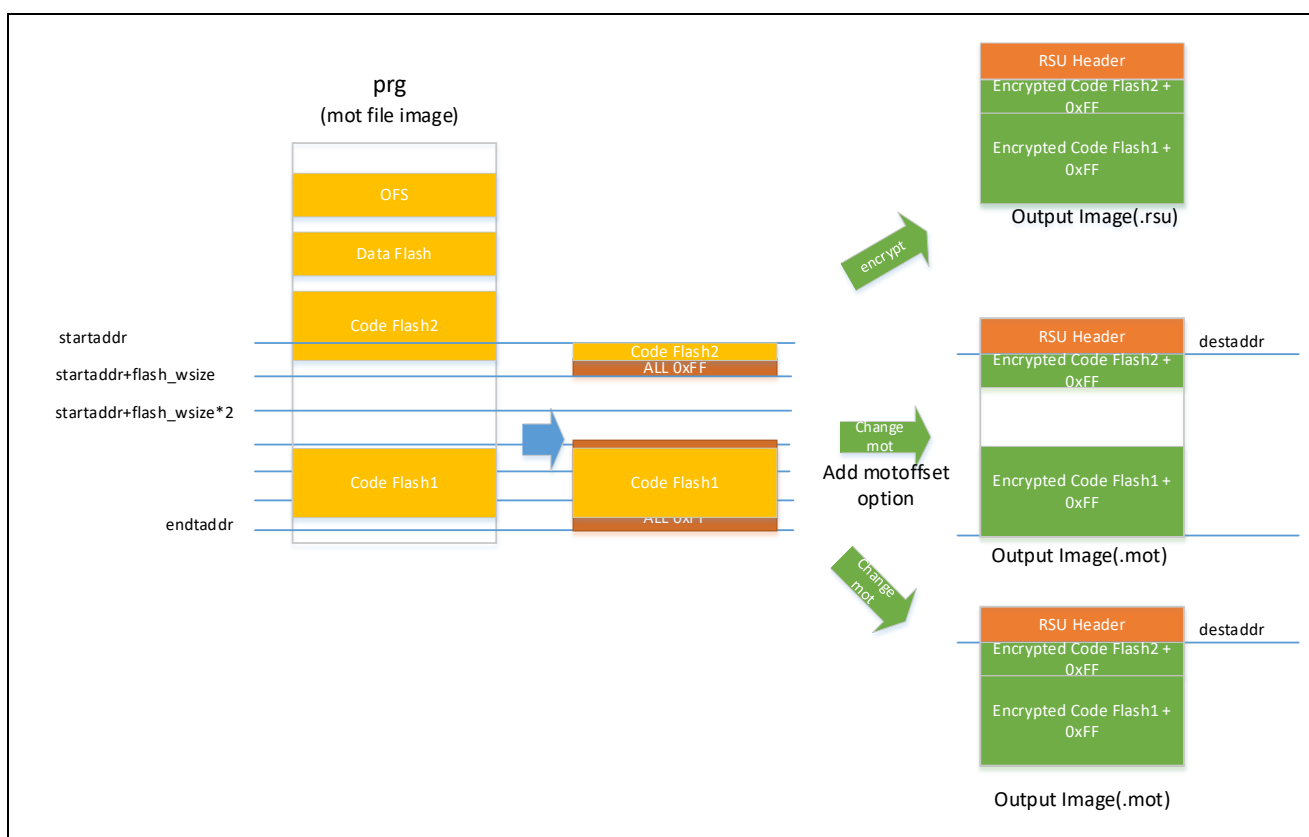 prg
(mot file image)
OFS
Data Flash
Code Flash2
startaddr
startaddr+flash_wsize
startaddr+flash_wsize*2
Code Flash1
endtaddr
Code Flash2
ALL 0xFF
Code Flash1
ALL 0xFF
encrypt
Change
mot
Add motoffset
option
Change
mot
RSU Header
Encrypted Code Flash2 +
0xFF
Encrypted Code Flash1 +
0xFF
Output Image(.rsu)
RSU Header
destaddr
Encrypted Code Flash2 +
0xFF
Encrypted Code Flash1 +
0xFF
Output Image(.mot)
RSU Header
destaddr
Encrypted Code Flash2 +
0xFF
Encrypted Code Flash1 +
0xFF
Output Image(.mot)